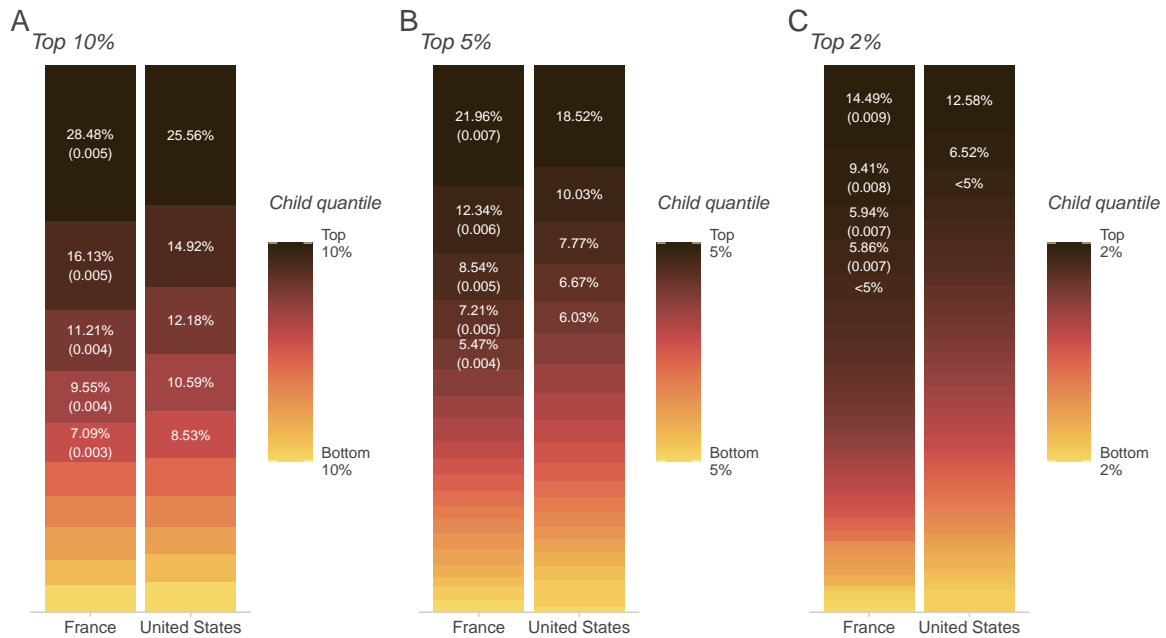 A
Top 10%
28.48%
(0.005)
16.13%
(0.005)
11.21%
(0.004)
9.55%
(0.004)
7.09%
(0.003)
25.56%
14.92%
12.18%
10.59%
8.53%
France
United States
Child quantile
Top
10%
Bottom
10%
B
Top 5%
21.96%
(0.007)
12.34%
(0.006)
8.54%
(0.005)
7.21%
(0.005)
5.47%
(0.004)
18.52%
10.03%
7.77%
6.67%
6.03%
France
United States
Child quantile
Top
5%
Bottom
5%
C
Top 2%
14.49%
(0.009)
9.41%
(0.008)
5.94%
(0.007)
5.86%
(0.007)
<5%
12.58%
6.52%
<5%
France
United States
Child quantile
Top
2%
Bottom
2%